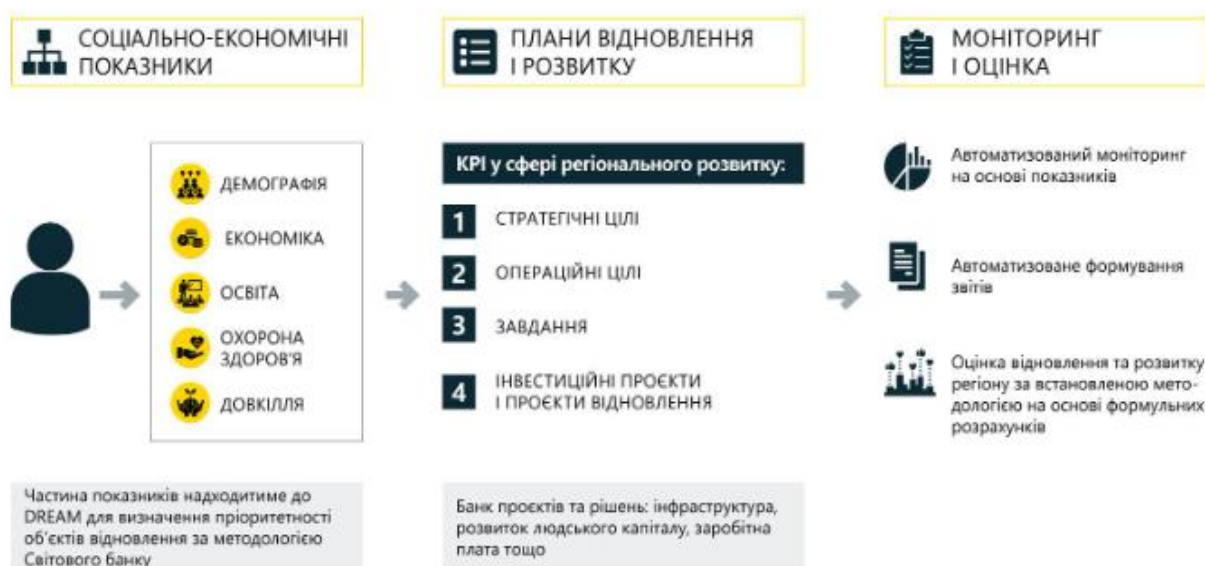 СОЦІАЛЬНО-ЕКОНОМІЧНІ
ПОКАЗНИКИ
ДЕМОГРАФІЯ
ЕКОНОМІКА
ОСВІТА
ОХОРОНА
ЗДОРОВ'Я
ДОВКІЛЛЯ
Частина показників надходитиме до
DREAM для визначення пріоритетності
об'єктів відновлення за методологією
Світового банку
ПЛАНИ ВІДНОВЛЕННЯ
І РОЗВИТКУ
КРІ у сфері регіонального розвитку:
1 СТРАТЕГІЧНІ ЦІЛІ
2 ОПЕРАЦІЙНІ ЦІЛІ
3 ЗАВДАННЯ
4 ІНВЕСТИЦІЙНІ ПРОЄКТИ
І ПРОЄКТИ ВІДНОВЛЕННЯ
Банк проєктів та рішень: інфраструктура,
розвиток людського капіталу, заробітна
плата тощо
МОНІТОРИНГ
І ОЦІНКА
Автоматизований моніторинг
на основі показників
Автоматизоване формування
звітів
Оцінка відновлення та розвитку
регіону за встановленою мето-
дологією на основі формульних
розрахунків